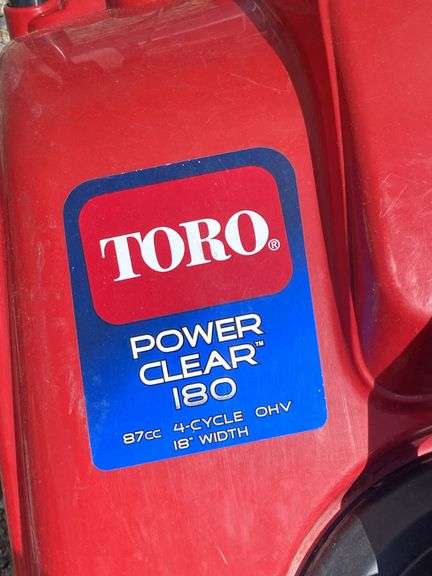 TORO®
POWER
CLEAR™
180
87cc 4-CYCLE OHV
18" WIDTH